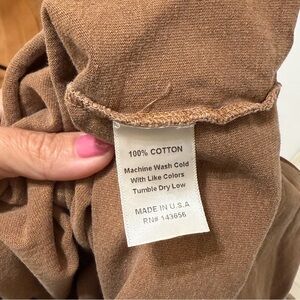 100% COTTON
Machine Wash Cold
With Like Colors
Tumble Dry Low
MADE IN U.S.A
RN# 143656